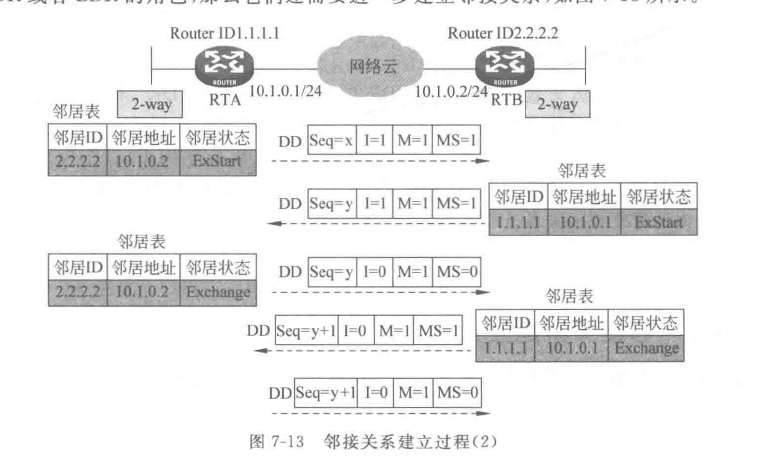 DR 或者 BDR 的角色,那么它们还需要进一步建立邻接关系,如图 7-13 所示。
Router ID1.1.1.1
Router ID2.2.2.2
网络云
ROUTER
ROUTER
RTA
10.1.0.1/24
10.1.0.2/24
RTB
2-way
2-way
邻居表
邻居ID 邻居地址 邻居状态
2.2.2.2 10.1.0.2 ExStart
DD Seq=x I=1 M=1 MS=1
邻居表
邻居ID 邻居地址 邻居状态
1.1.1.1 10.1.0.1 ExStart
DD Seq=y I=1 M=1 MS=1
邻居表
邻居ID 邻居地址 邻居状态
2.2.2.2 10.1.0.2 Exchange
DD Seq=y I=0 M=1 MS=0
邻居表
邻居ID 邻居地址 邻居状态
1.1.1.1 10.1.0.1 Exchange
DD Seq=y+1 I=0 M=1 MS=1
DD Seq=y+1 I=0 M=1 MS=0
图 7-13 邻接关系建立过程(2)